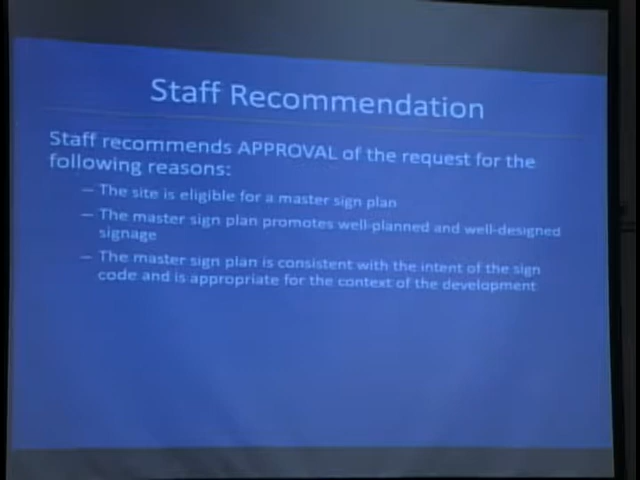 Staff Recommendation
Staff recommends APPROVAL of the request for the
following reasons:
– The site is eligible for a master sign plan
– The master sign plan promotes well-planned and well-designed
signage
– The master sign plan is consistent with the intent of the sign
code and is appropriate for the context of the development